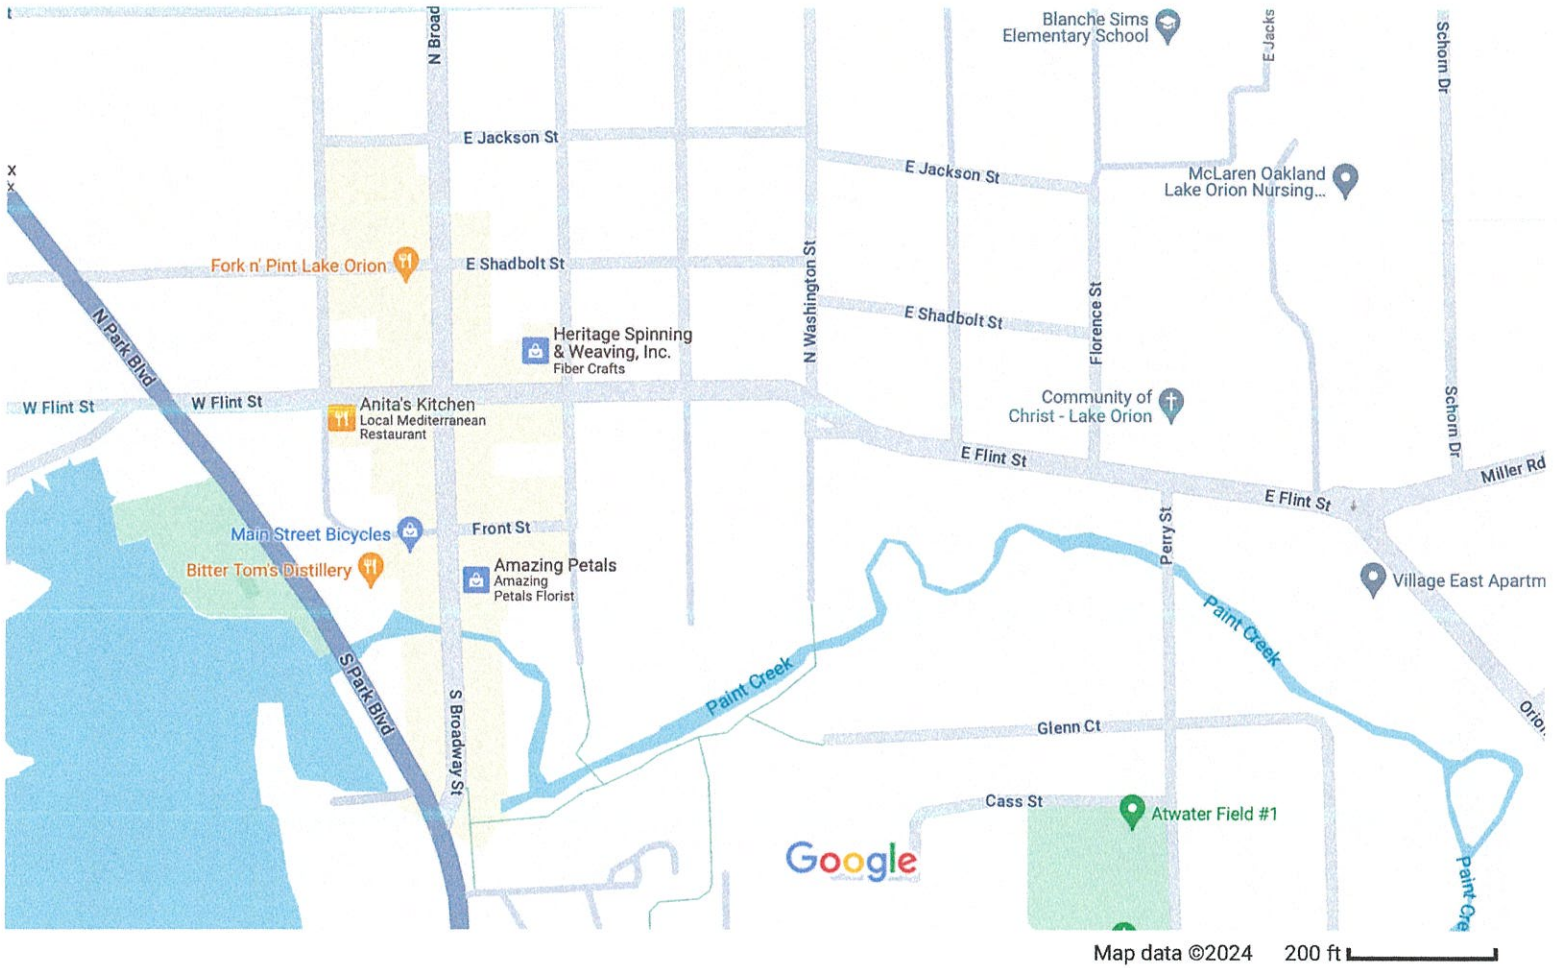 t
N Broad
Blanche Sims
Elementary School
E Jacks
Schorn Dr
x
x
E Jackson St
E Jackson St
McLaren Oakland
Lake Orion Nursing...
Fork n' Pint Lake Orion
E Shadbolt St
N Washington St
E Shadbolt St
Florence St
N Park Blvd
Heritage Spinning
& Weaving, Inc.
Fiber Crafts
W Flint St
W Flint St
Anita's Kitchen
Local Mediterranean
Restaurant
Community of
Christ - Lake Orion
Schorn Dr
E Flint St
Miller Rd
E Flint St
Main Street Bicycles
Front St
Perry St
Bitter Tom's Distillery
Amazing Petals
Amazing
Petals Florist
Village East Apartm
Paint Creek
Paint Creek
S Park Blvd
S Broadway St
Glenn Ct
Orion
Cass St
Atwater Field #1
Google
Paint Cre
Map data ©2024 200 ft